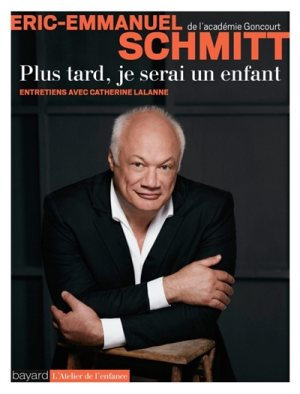 ERIC-EMMANUEL de l'académie Goncourt
SCHMITT
Plus tard, je serai un enfant
ENTRETIENS AVEC CATHERINE LALANNE
bayard L'Atelier de l'enfance